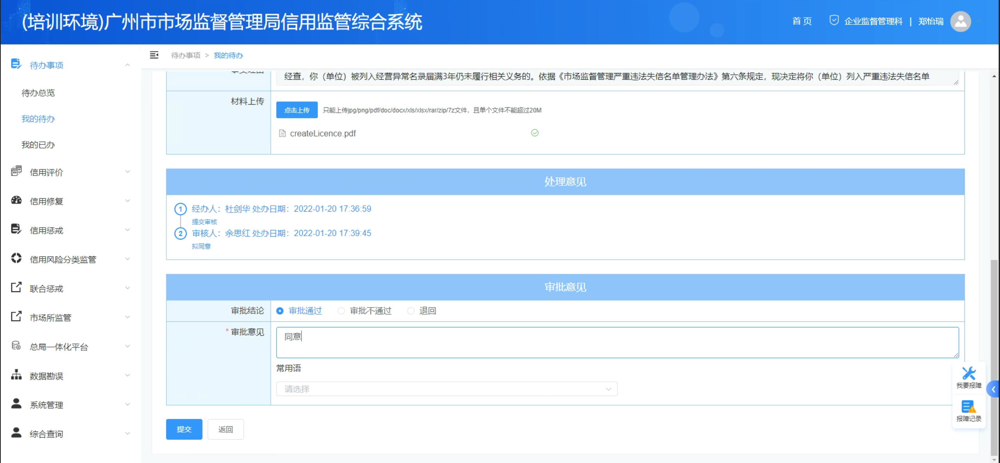 (培训环境)广州市市场监督管理局信用监管综合系统
首页 企业监督管理科 | 郑怡瑞
待办事项 > 我的待办
待办事项
待办总览
我的待办
我的已办
信用评价
信用修复
信用惩戒
信用风险分类监管
联合惩戒
市场所监管
总局一体化平台
数据勘误
系统管理
综合查询
经查，你（单位）被列入经营异常名录届满3年仍未履行相关义务的。依据《市场监督管理严重违法失信名单管理办法》第六条规定，现决定将你（单位）列入严重违法失信名单
材料上传
点击上传 只能上传jpg/png/pdf/doc/docx/xls/xlsx/rar/zip/7z文件，且单个文件不能超过20M
createLicence.pdf
处理意见
1 经办人：杜剑华 处办日期：2022-01-20 17:36:59
提交审核
2 审核人：余思红 处办日期：2022-01-20 17:39:45
拟同意
审批意见
审批结论 审批通过 审批不通过 退回
* 审批意见
同意
常用语
请选择
提交 返回
我要报障
报障记录